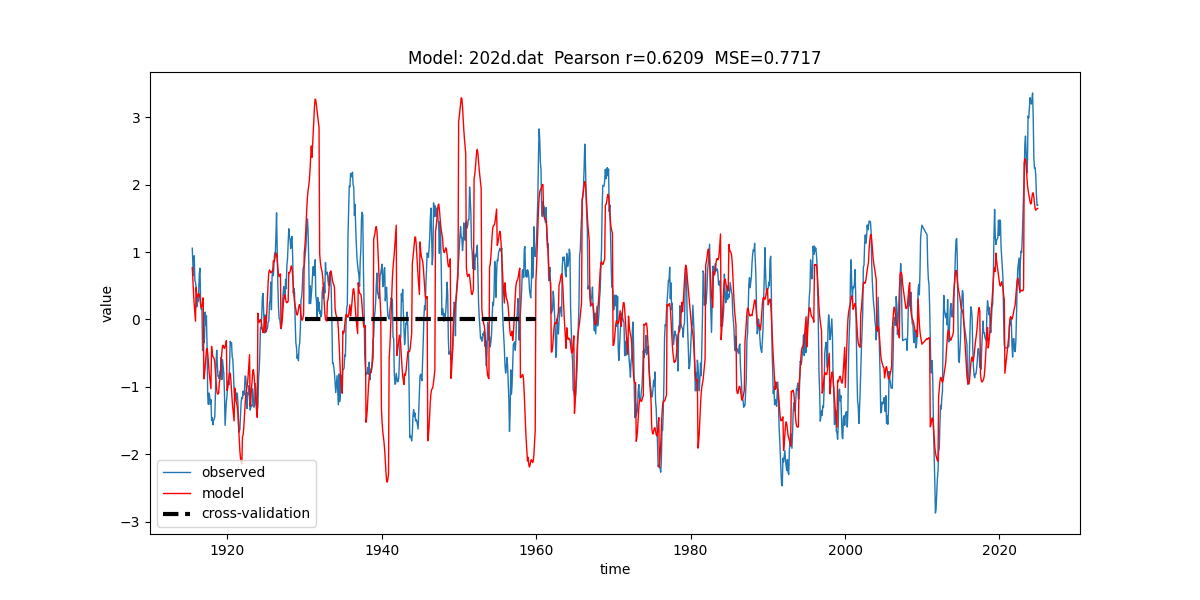 Model: 202d.dat  Pearson r=0.6209  MSE=0.7717
value
3
2
1
0
−1
−2
−3
observed
model
cross-validation
1920
1940
1960
1980
2000
2020
time